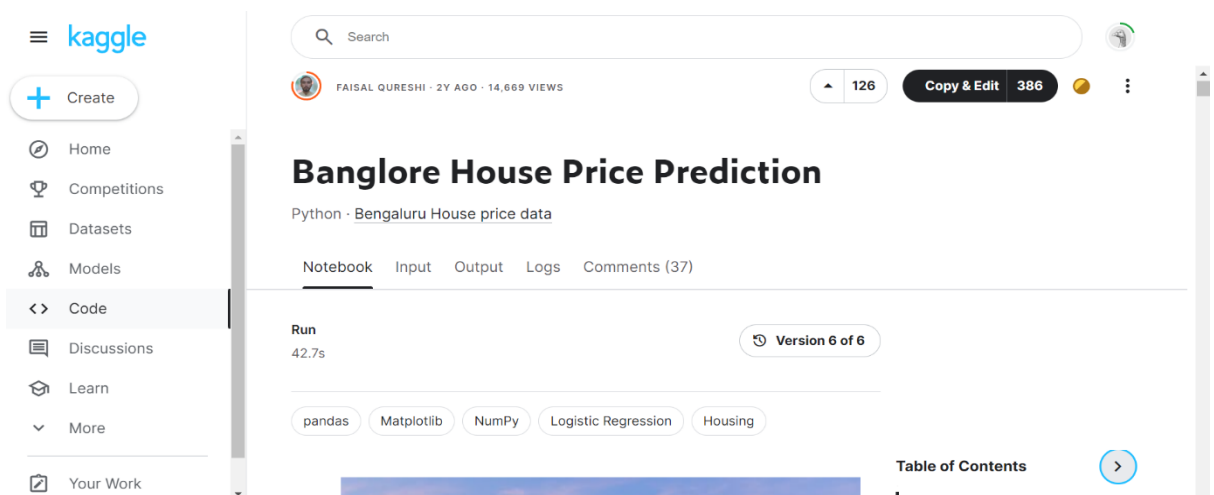 kaggle
Search
Create
Home
Competitions
Datasets
Models
Code
Discussions
Learn
More
Your Work
FAISAL QURESHI · 2Y AGO · 14,669 VIEWS
126
Copy & Edit 386
Banglore House Price Prediction
Python · Bengaluru House price data
Notebook Input Output Logs Comments (37)
Run
42.7s
Version 6 of 6
pandas Matplotlib NumPy Logistic Regression Housing
Table of Contents